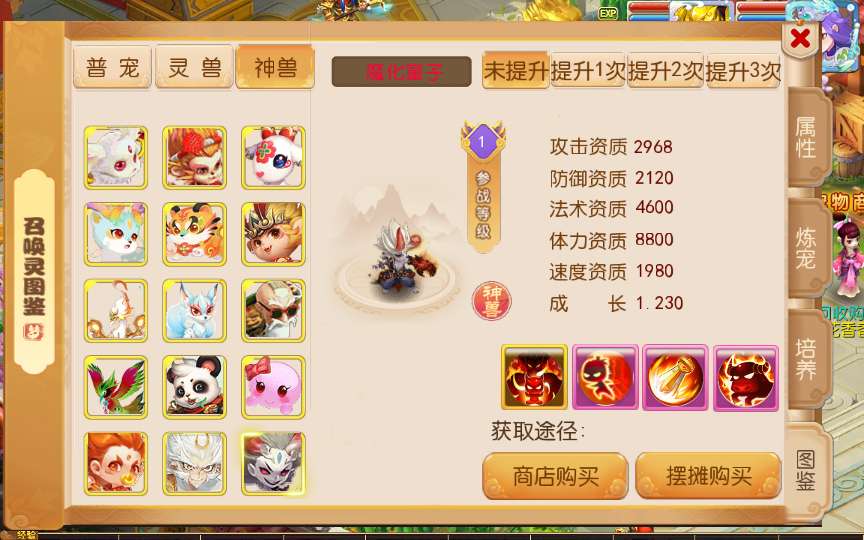 EXP
普宠 灵兽 神兽 魔化童子 未提升 提升1次 提升2次 提升3次
召唤灵图鉴
梦
1
参战等级
神兽
攻击资质 2968
防御资质 2120
法术资质 4600
体力资质 8800
速度资质 1980
成长 1.230
获取途径:
商店购买 摆摊购买
属性
炼宠
培养
图鉴
经验